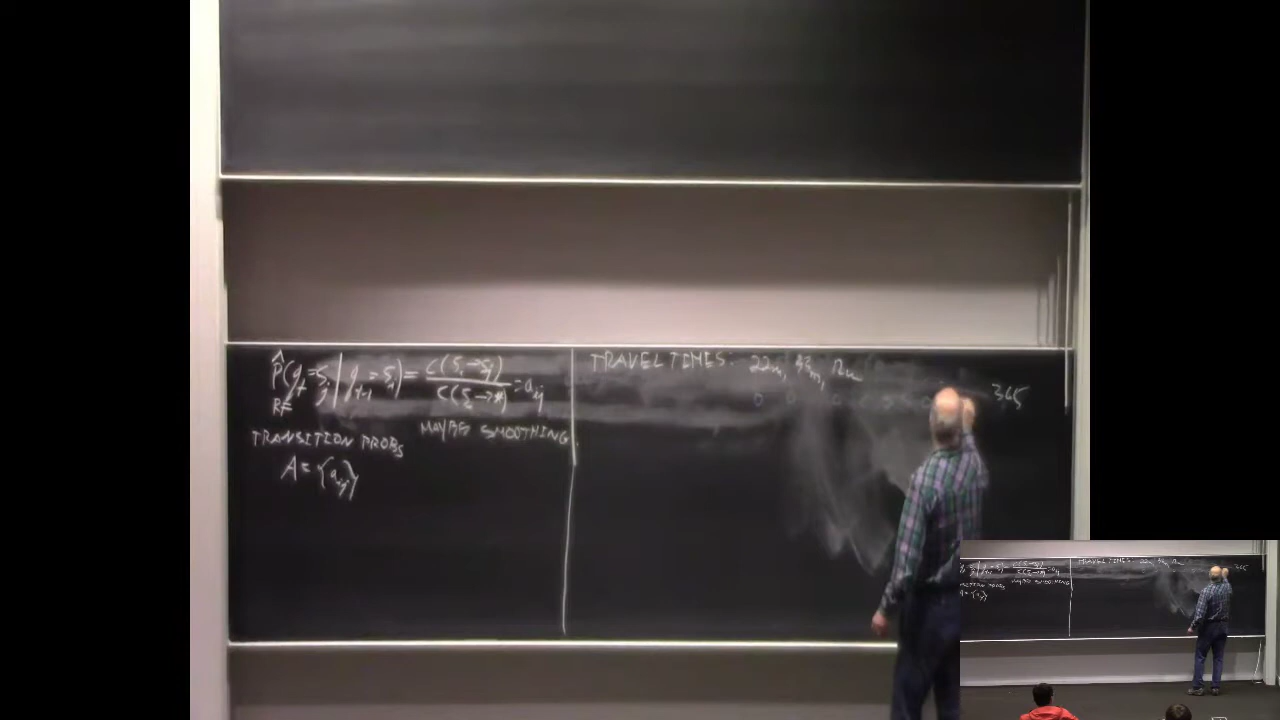 P̂(q_t = s_j | q_{t-1} = s_i) = C(s_i → s_j) / C(s_i → *) = a_ij
TRANSITION PROBS
MAYBE SMOOTHING
A = {a_ij}
TRAVEL TIMES: 22m, 43m, 12m
365